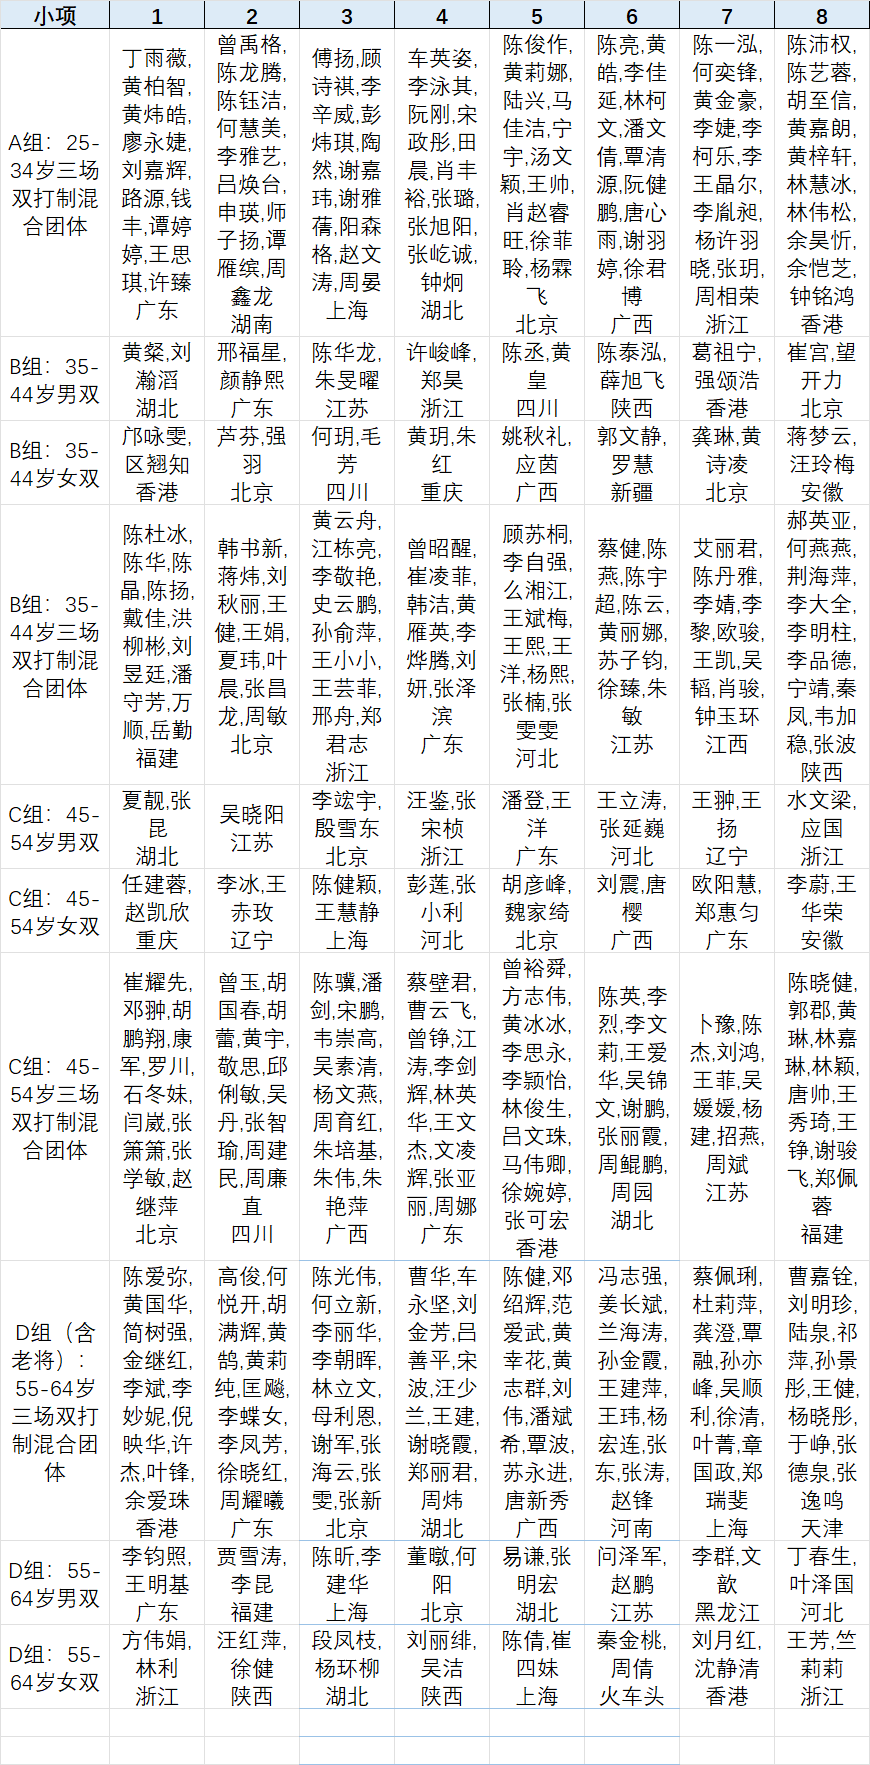 小项 1 2 3 4 5 6 7 8
A组：25-
34岁三场
双打制混
合团体
丁雨薇,
黄柏智,
黄炜皓,
廖永婕,
刘嘉辉,
路源,钱
丰,谭婷
婷,王思
琪,许臻
广东
曾禹格,
陈龙腾,
陈钰洁,
何慧美,
李雅艺,
吕焕台,
申瑛,师
子扬,谭
雁缤,周
鑫龙
湖南
傅扬,顾
诗祺,李
辛威,彭
炜琪,陶
然,谢嘉
玮,谢雅
蒨,阳森
格,赵文
涛,周晏
上海
车英姿,
李泳其,
阮刚,宋
政彤,田
晨,肖丰
裕,张璐,
张旭阳,
张屹诚,
钟炯
湖北
陈俊作,
黄莉娜,
陆兴,马
佳洁,宁
宇,汤文
颖,王帅,
肖赵睿
旺,徐菲
聆,杨霖
飞
北京
陈亮,黄
皓,李佳
延,林柯
文,潘文
倩,覃清
源,阮健
鹏,唐心
雨,谢羽
婷,徐君
博
广西
陈一泓,
何奕锋,
黄金豪,
李婕,李
柯乐,李
王晶尔,
李胤昶,
杨许羽
晓,张玥,
周相荣
浙江
陈沛权,
陈艺蓉,
胡至信,
黄嘉朗,
黄梓轩,
林慧冰,
林伟松,
余昊忻,
余恺芝,
钟铭鸿
香港
B组：35-
44岁男双
黄粲,刘
瀚滔
湖北
邢福星,
颜静熙
广东
陈华龙,
朱旻曜
江苏
许峻峰,
郑昊
浙江
陈丞,黄
皇
四川
陈泰泓,
薛旭飞
陕西
葛祖宁,
强颂浩
香港
崔宫,望
开力
北京
B组：35-
44岁女双
邝咏雯,
区翘知
香港
芦芬,强
羽
北京
何玥,毛
芳
四川
黄玥,朱
红
重庆
姚秋礼,
应茵
广西
郭文静,
罗慧
新疆
龚琳,黄
诗凌
北京
蒋梦云,
汪玲梅
安徽
B组：35-
44岁三场
双打制混
合团体
陈杜冰,
陈华,陈
晶,陈扬,
戴佳,洪
柳彬,刘
昱廷,潘
守芳,万
顺,岳勤
福建
韩书新,
蒋炜,刘
秋丽,王
健,王娟,
夏玮,叶
晨,张昌
龙,周敏
北京
黄云舟,
江栋亮,
李敬艳,
史云鹏,
孙俞萍,
王小小,
王芸菲,
邢舟,郑
君志
浙江
曾昭醒,
崔凌菲,
韩洁,黄
雁英,李
烨腾,刘
妍,张泽
滨
广东
顾苏桐,
李自强,
么湘江,
王斌梅,
王熙,王
洋,杨熙,
张楠,张
雯雯
河北
蔡健,陈
燕,陈宇
超,陈云,
黄丽娜,
苏子钧,
徐臻,朱
敏
江苏
艾丽君,
陈丹雅,
李婧,李
黎,欧骏,
王凯,吴
韬,肖骏,
钟玉环
江西
郝英亚,
何燕燕,
荆海萍,
李大全,
李明柱,
李品德,
宁靖,秦
凤,韦加
稳,张波
陕西
C组：45-
54岁男双
夏靓,张
昆
湖北
吴晓阳
江苏
李竑宇,
殷雪东
北京
汪鉴,张
宋桢
浙江
潘登,王
洋
广东
王立涛,
张延巍
河北
王翀,王
扬
辽宁
水文梁,
应国
浙江
C组：45-
54岁女双
任建蓉,
赵凯欣
重庆
李冰,王
赤玫
辽宁
陈健颖,
王慧静
上海
彭莲,张
小利
河北
胡彦峰,
魏家绮
北京
刘震,唐
樱
广西
欧阳慧,
郑惠匀
广东
李蔚,王
华荣
安徽
C组：45-
54岁三场
双打制混
合团体
崔耀先,
邓翀,胡
鹏翔,康
军,罗川,
石冬妹,
闫崴,张
箫箫,张
学敏,赵
继萍
北京
曾玉,胡
国春,胡
蕾,黄宇,
敬思,邱
俐敏,吴
丹,张智
瑜,周建
民,周廉
直
四川
陈骥,潘
剑,宋鹏,
韦崇高,
吴素清,
杨文燕,
周育红,
朱培基,
朱伟,朱
艳萍
广西
蔡壁君,
曹云飞,
曾铮,江
涛,李剑
辉,林英
华,王文
杰,文凌
辉,张亚
丽,周娜
广东
曾裕舜,
方志伟,
黄冰冰,
李思永,
李颍怡,
林俊生,
吕文珠,
马伟卿,
徐婉婷,
张可宏
香港
陈英,李
烈,李文
莉,王爱
华,吴锦
文,谢鹏,
张丽霞,
周鲲鹏,
周园
湖北
卜豫,陈
杰,刘鸿,
王菲,吴
媛媛,杨
建,招燕,
周斌
江苏
陈晓健,
郭郡,黄
琳,林嘉
琳,林颖,
唐帅,王
秀琦,王
铮,谢骏
飞,郑佩
蓉
福建
D组（含
老将）:
55-64岁
三场双打
制混合团
体
陈爱弥,
黄国华,
简树强,
金继红,
李斌,李
妙妮,倪
映华,许
杰,叶锋,
余爱珠
香港
高俊,何
悦开,胡
满辉,黄
鹄,黄莉
纯,匡飚,
李蝶女,
李凤芳,
徐晓红,
周耀曦
广东
陈光伟,
何立新,
李丽华,
李朝晖,
林立文,
母利恩,
谢军,张
海云,张
雯,张新
北京
曹华,车
永坚,刘
金芳,吕
善平,宋
波,汪少
兰,王建,
谢晓霞,
郑丽君,
周炜
湖北
陈健,邓
绍辉,范
爱武,黄
幸花,黄
志群,刘
伟,潘斌
希,覃波,
苏永进,
唐新秀
广西
冯志强,
姜长斌,
兰海涛,
孙金霞,
王建萍,
王玮,杨
宏连,张
东,张涛,
赵锋
河南
蔡佩琍,
杜莉萍,
龚澄,覃
融,孙亦
峰,吴顺
利,徐清,
叶菁,章
国政,郑
瑞斐
上海
曹嘉铨,
刘明珍,
陆泉,祁
萍,孙景
彤,王健,
杨晓彤,
于峥,张
德泉,张
逸鸣
天津
D组：55-
64岁男双
李钧照,
王明基
广东
贾雪涛,
李昆
福建
陈昕,李
建华
上海
董暾,何
阳
北京
易谦,张
明宏
湖北
问泽军,
赵鹏
江苏
李群,文
歆
黑龙江
丁春生,
叶泽国
河北
D组：55-
64岁女双
方伟娟,
林利
浙江
汪红萍,
徐健
陕西
段凤枝,
杨环柳
湖北
刘丽绯,
吴洁
陕西
陈倩,崔
四妹
上海
秦金桃,
周倩
火车头
刘月红,
沈静清
香港
王芳,竺
莉莉
浙江